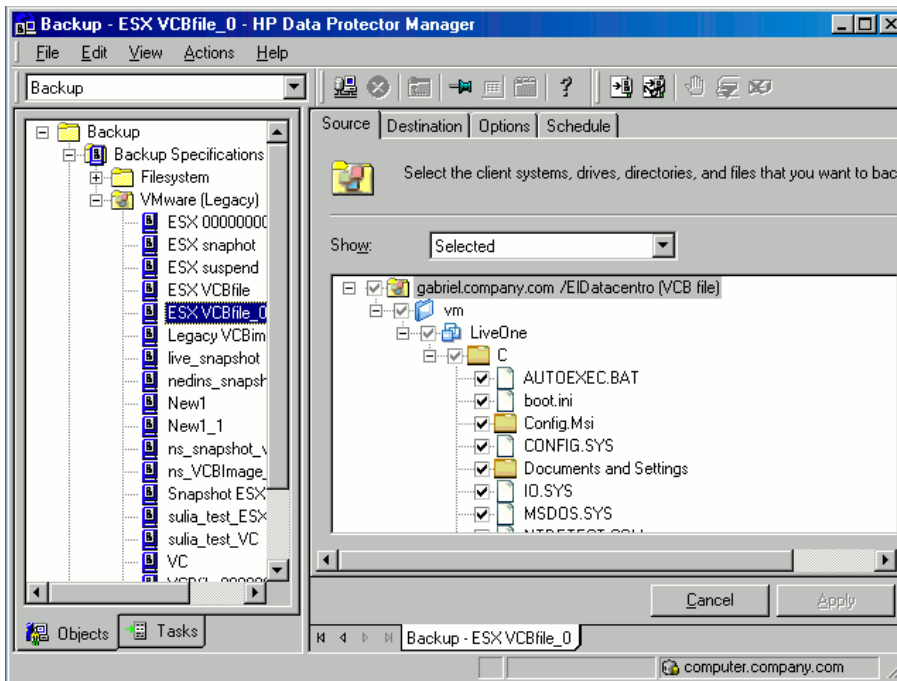 Backup - ESX VCBfile_0 - HP Data Protector Manager
File Edit View Actions Help
Backup
Backup
Backup Specifications
Filesystem
VMware (Legacy)
ESX 00000000
ESX snaphot
ESX suspend
ESX VCBfile
ESX VCBfile_0
Legacy VCBim
live_snapshot
nedins_snapsh
New1
New1_1
ns_snapshot_v
ns_VCBImage_
Snapshot ESX
sulia_test_ESX
sulia_test_VC
VC
Objects
Tasks
Source Destination Options Schedule
Select the client systems, drives, directories, and files that you want to bac
Show:
Selected
gabriel.company.com /ElDatacentro (VCB file)
vm
LiveOne
C
AUTOEXEC.BAT
boot.ini
Config.Msi
CONFIG.SYS
Documents and Settings
IO.SYS
MSDOS.SYS
Cancel
Apply
Backup - ESX VCBfile_0
computer.company.com